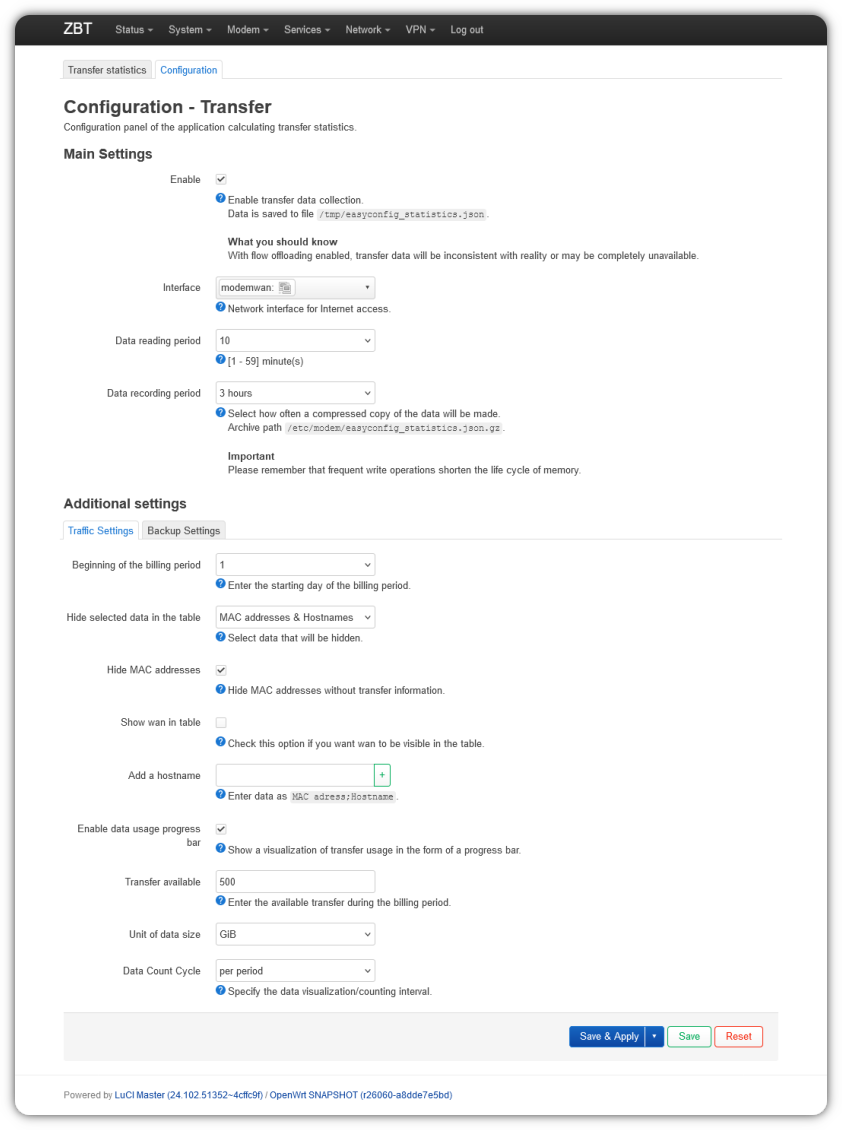 ZBT Status System Modem Services Network VPN Log out
Transfer statistics Configuration
Configuration - Transfer
Configuration panel of the application calculating transfer statistics.
Main Settings
Enable
Enable transfer data collection.
Data is saved to file /tmp/easyconfig_statistics.json.
What you should know
With flow offloading enabled, transfer data will be inconsistent with reality or may be completely unavailable.
Interface modemwan:
Network interface for Internet access.
Data reading period 10
[1 - 59] minute(s)
Data recording period 3 hours
Select how often a compressed copy of the data will be made.
Archive path /etc/modem/easyconfig_statistics.json.gz.
Important
Please remember that frequent write operations shorten the life cycle of memory.
Additional settings
Traffic Settings Backup Settings
Beginning of the billing period 1
Enter the starting day of the billing period.
Hide selected data in the table MAC addresses & Hostnames
Select data that will be hidden.
Hide MAC addresses
Hide MAC addresses without transfer information.
Show wan in table
Check this option if you want wan to be visible in the table.
Add a hostname +
Enter data as MAC adress;Hostname.
Enable data usage progress
bar
Show a visualization of transfer usage in the form of a progress bar.
Transfer available 500
Enter the available transfer during the billing period.
Unit of data size GiB
Data Count Cycle per period
Specify the data visualization/counting interval.
Save & Apply Save Reset
Powered by LuCI Master (24.102.51352~4cffc9f) / OpenWrt SNAPSHOT (r26060-a8dde7e5bd)